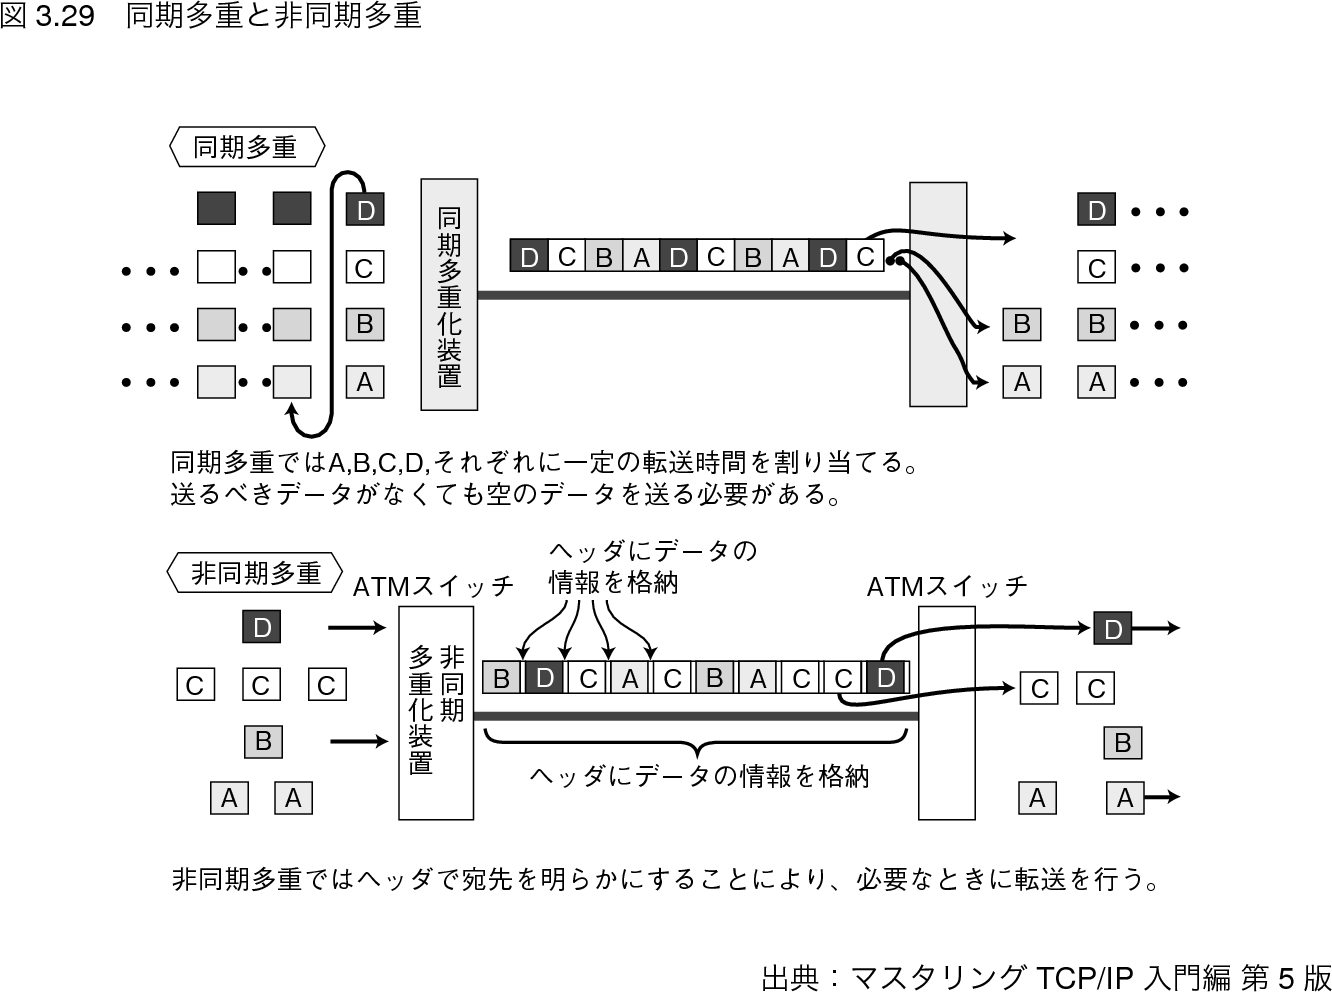 図 3.29　同期多重と非同期多重
同期多重
D
C
B
A
同期多重化装置
D C B A D C B A D C
D
C
B B
A A
同期多重ではA,B,C,D,それぞれに一定の転送時間を割り当てる。
送るべきデータがなくても空のデータを送る必要がある。
非同期多重
ATMスイッチ
ヘッダにデータの
情報を格納
ATMスイッチ
D
C C C
B
A A
非同期
多重化装置
B D C A C B A C C D
ヘッダにデータの情報を格納
D
C C
B
A A
非同期多重ではヘッダで宛先を明らかにすることにより、必要なときに転送を行う。
出典：マスタリング TCP/IP 入門編 第 5 版